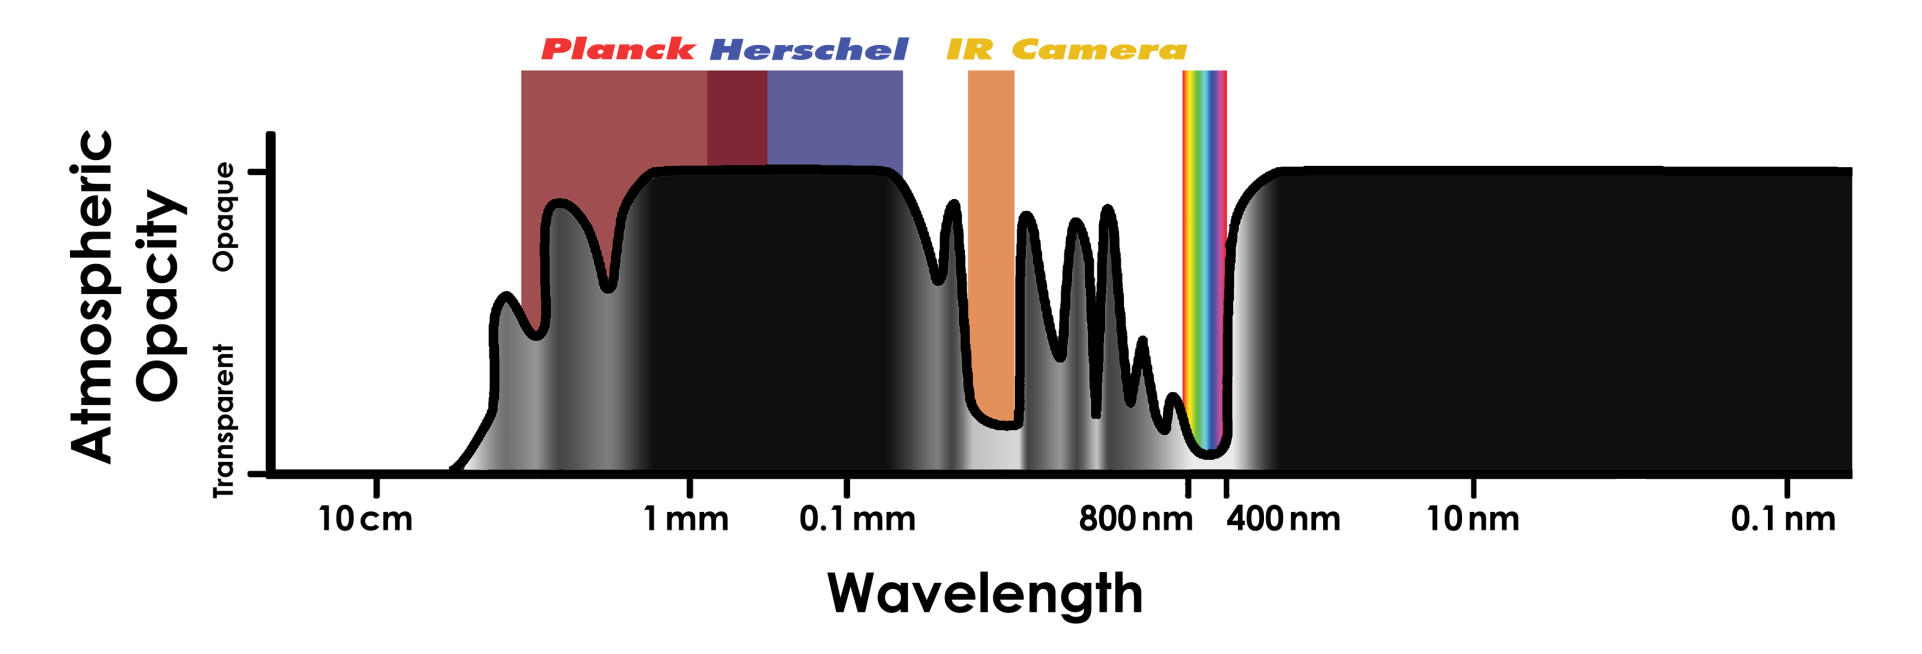 Planck Herschel IR Camera
Atmospheric
Opacity
Opaque
Transparent
10 cm 1 mm 0.1 mm 800 nm 400 nm 10 nm 0.1 nm
Wavelength